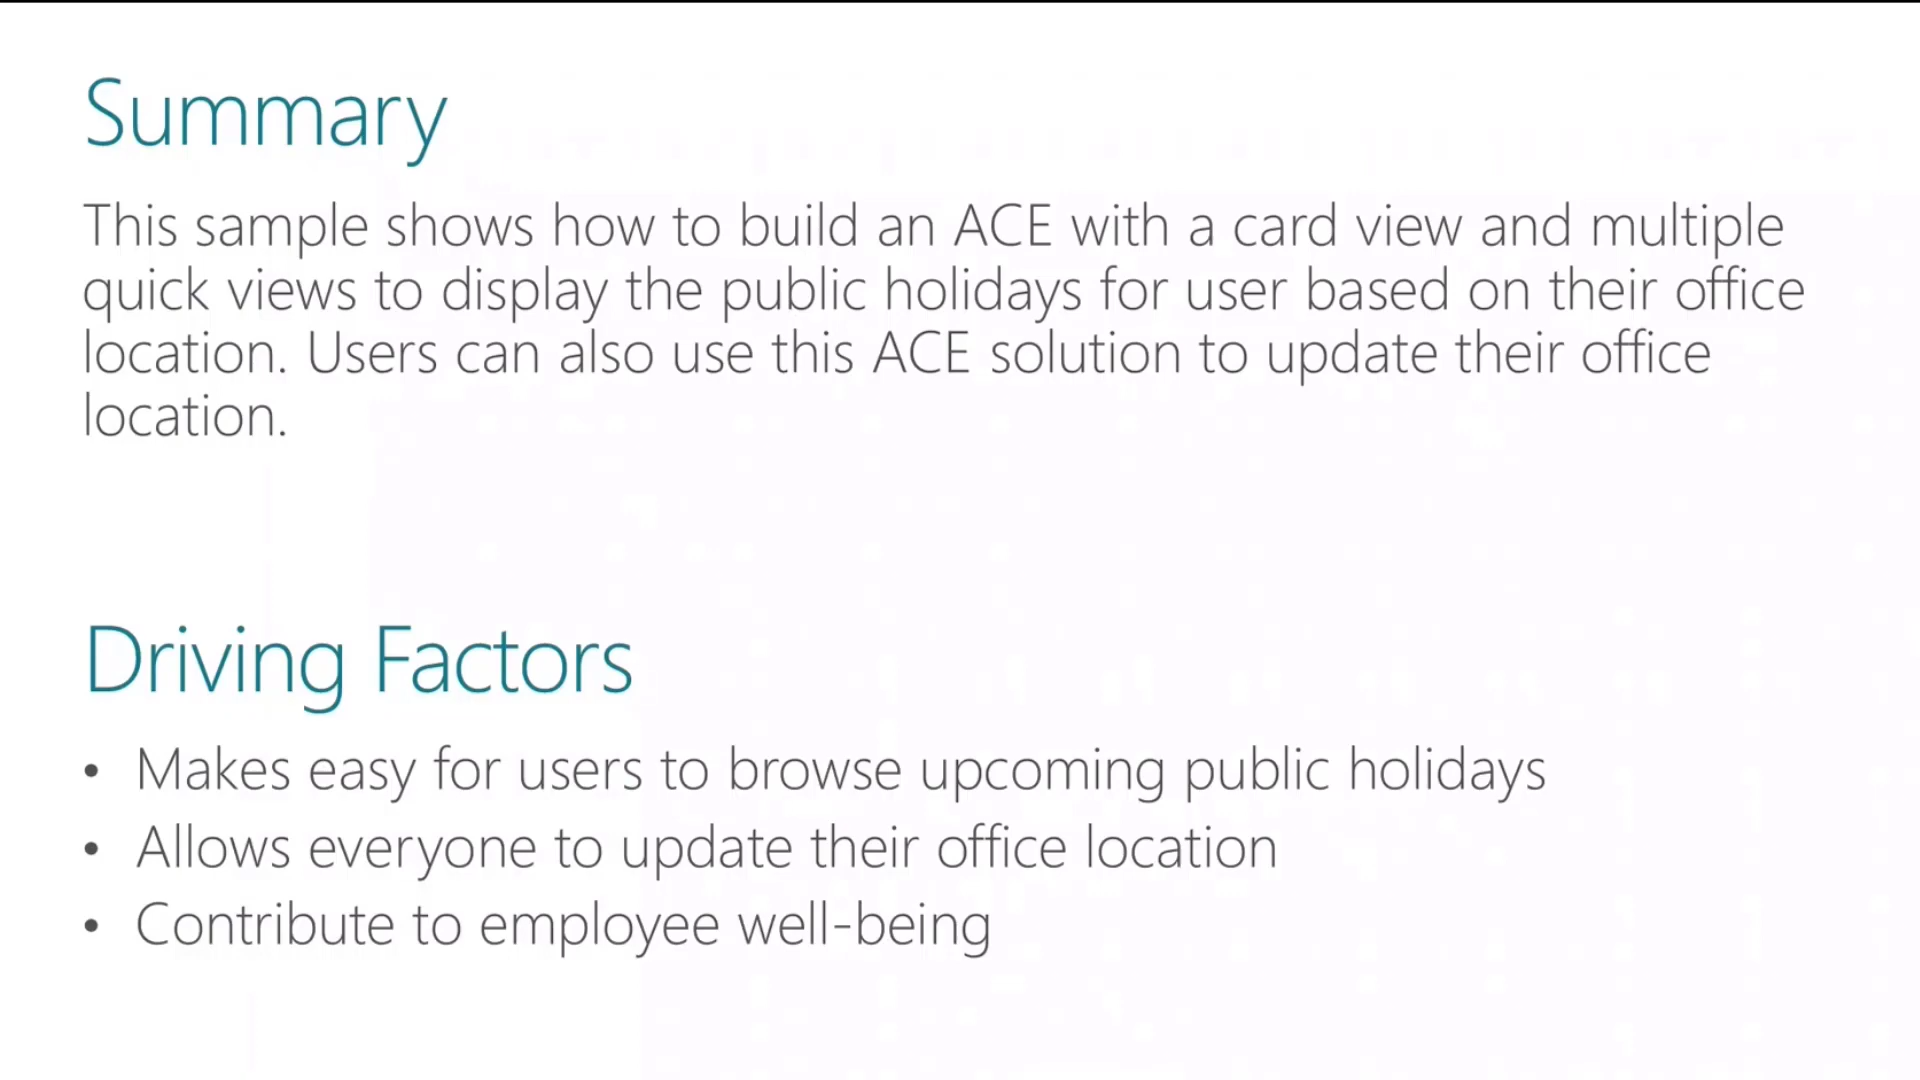 Summary
This sample shows how to build an ACE with a card view and multiple
quick views to display the public holidays for user based on their office
location. Users can also use this ACE solution to update their office
location.
Driving Factors
• Makes easy for users to browse upcoming public holidays
• Allows everyone to update their office location
• Contribute to employee well-being